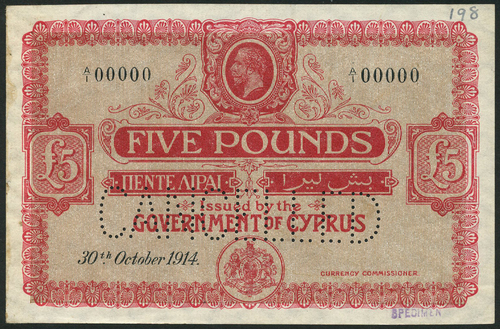 198
A/1 00000 A/1 00000
FIVE POUNDS
£5 £5
ΠΕΝΤΕ ΛΙΡΑΙ بش لیرا
CANCELLED
Issued by the
GOVERNMENT OF CYPRUS
30th October 1914.
CURRENCY COMMISSIONER.
SPECIMEN